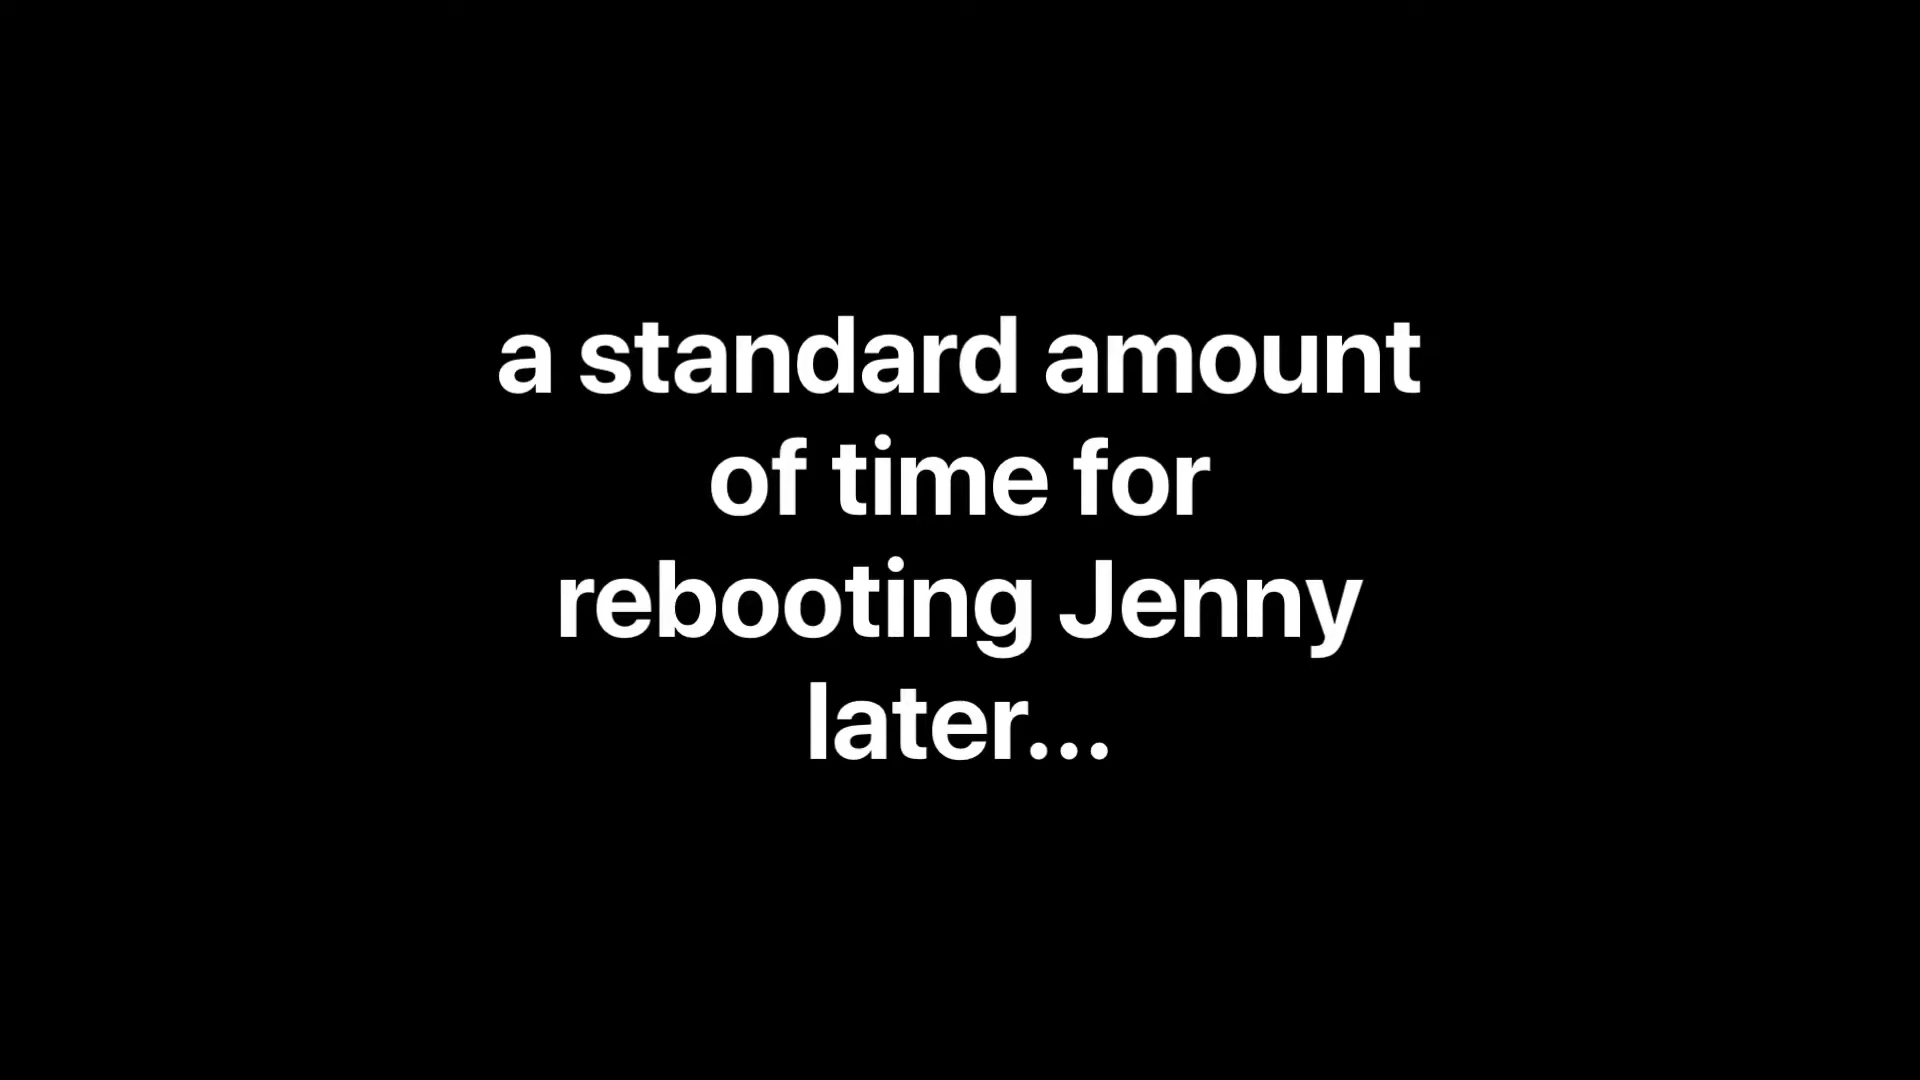 a standard amount
of time for
rebooting Jenny
later...